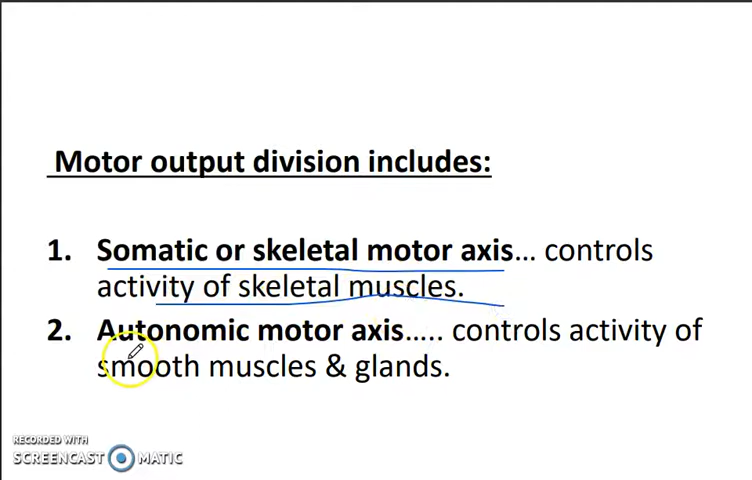 Motor output division includes:
1. Somatic or skeletal motor axis… controls
activity of skeletal muscles.
2. Autonomic motor axis….. controls activity of
smooth muscles & glands.
RECORDED WITH
SCREENCAST MATIC